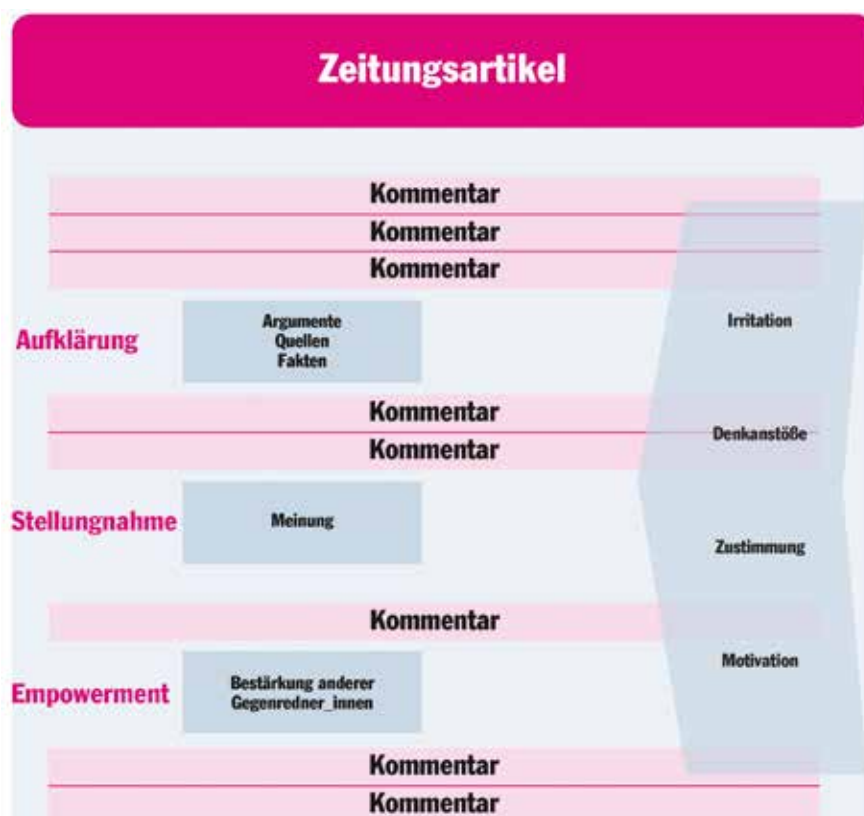 Zeitungsartikel
Kommentar
Kommentar
Kommentar
Aufklärung
Argumente
Quellen
Fakten
Irritation
Kommentar
Kommentar
Denkanstöße
Stellungnahme
Meinung
Zustimmung
Kommentar
Motivation
Empowerment
Bestärkung anderer
Gegenredner_innen
Kommentar
Kommentar